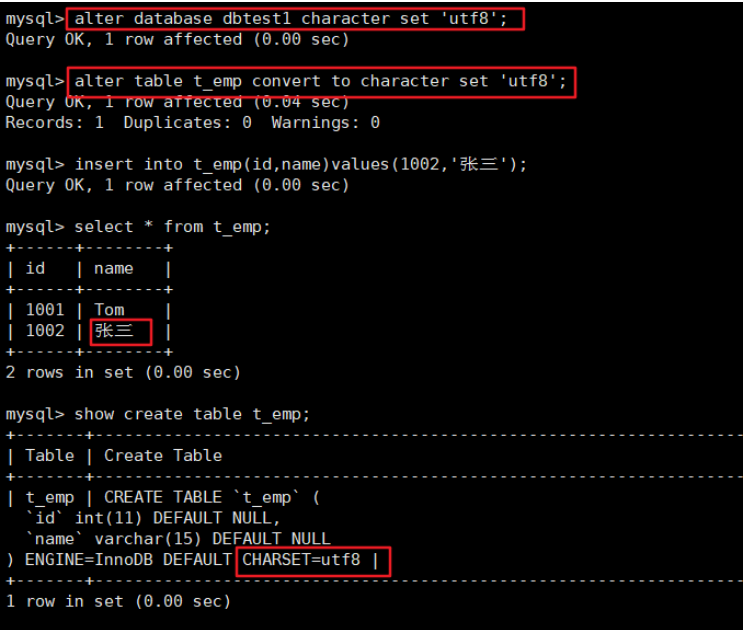 mysql> alter database dbtest1 character set 'utf8';
Query OK, 1 row affected (0.00 sec)
mysql> alter table t_emp convert to character set 'utf8';
Query OK, 1 row affected (0.04 sec)
Records: 1  Duplicates: 0  Warnings: 0
mysql> insert into t_emp(id,name)values(1002,'张三');
Query OK, 1 row affected (0.00 sec)
mysql> select * from t_emp;
+------+--------+
| id   | name   |
+------+--------+
| 1001 | Tom    |
| 1002 | 张三   |
+------+--------+
2 rows in set (0.00 sec)
mysql> show create table t_emp;
+-------+---------------------------------------------------------------------------
| Table | Create Table
+-------+---------------------------------------------------------------------------
| t_emp | CREATE TABLE `t_emp` (
  `id` int(11) DEFAULT NULL,
  `name` varchar(15) DEFAULT NULL
) ENGINE=InnoDB DEFAULT CHARSET=utf8 |
+-------+---------------------------------------------------------------------------
1 row in set (0.00 sec)